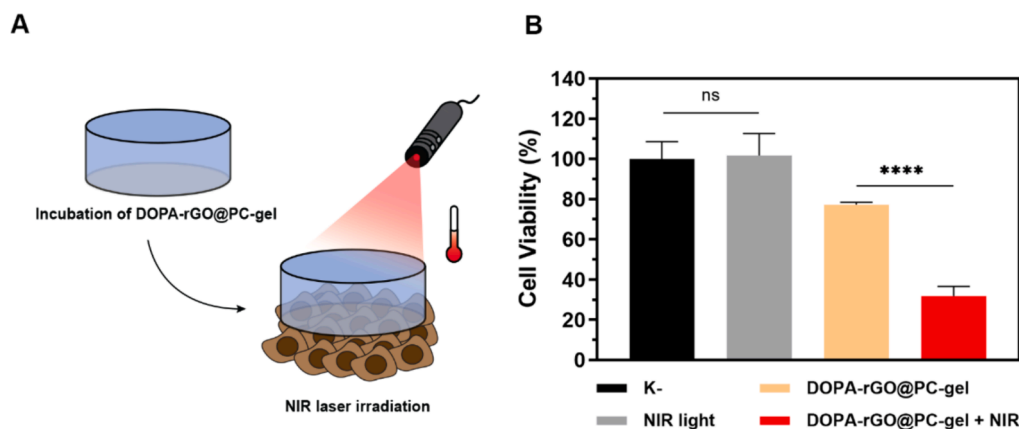 A
Incubation of DOPA-rGO@PC-gel
NIR laser irradiation
B
Cell Viability (%)
140
120
100
80
60
40
20
0
ns
****
K-
DOPA-rGO@PC-gel
NIR light
DOPA-rGO@PC-gel + NIR